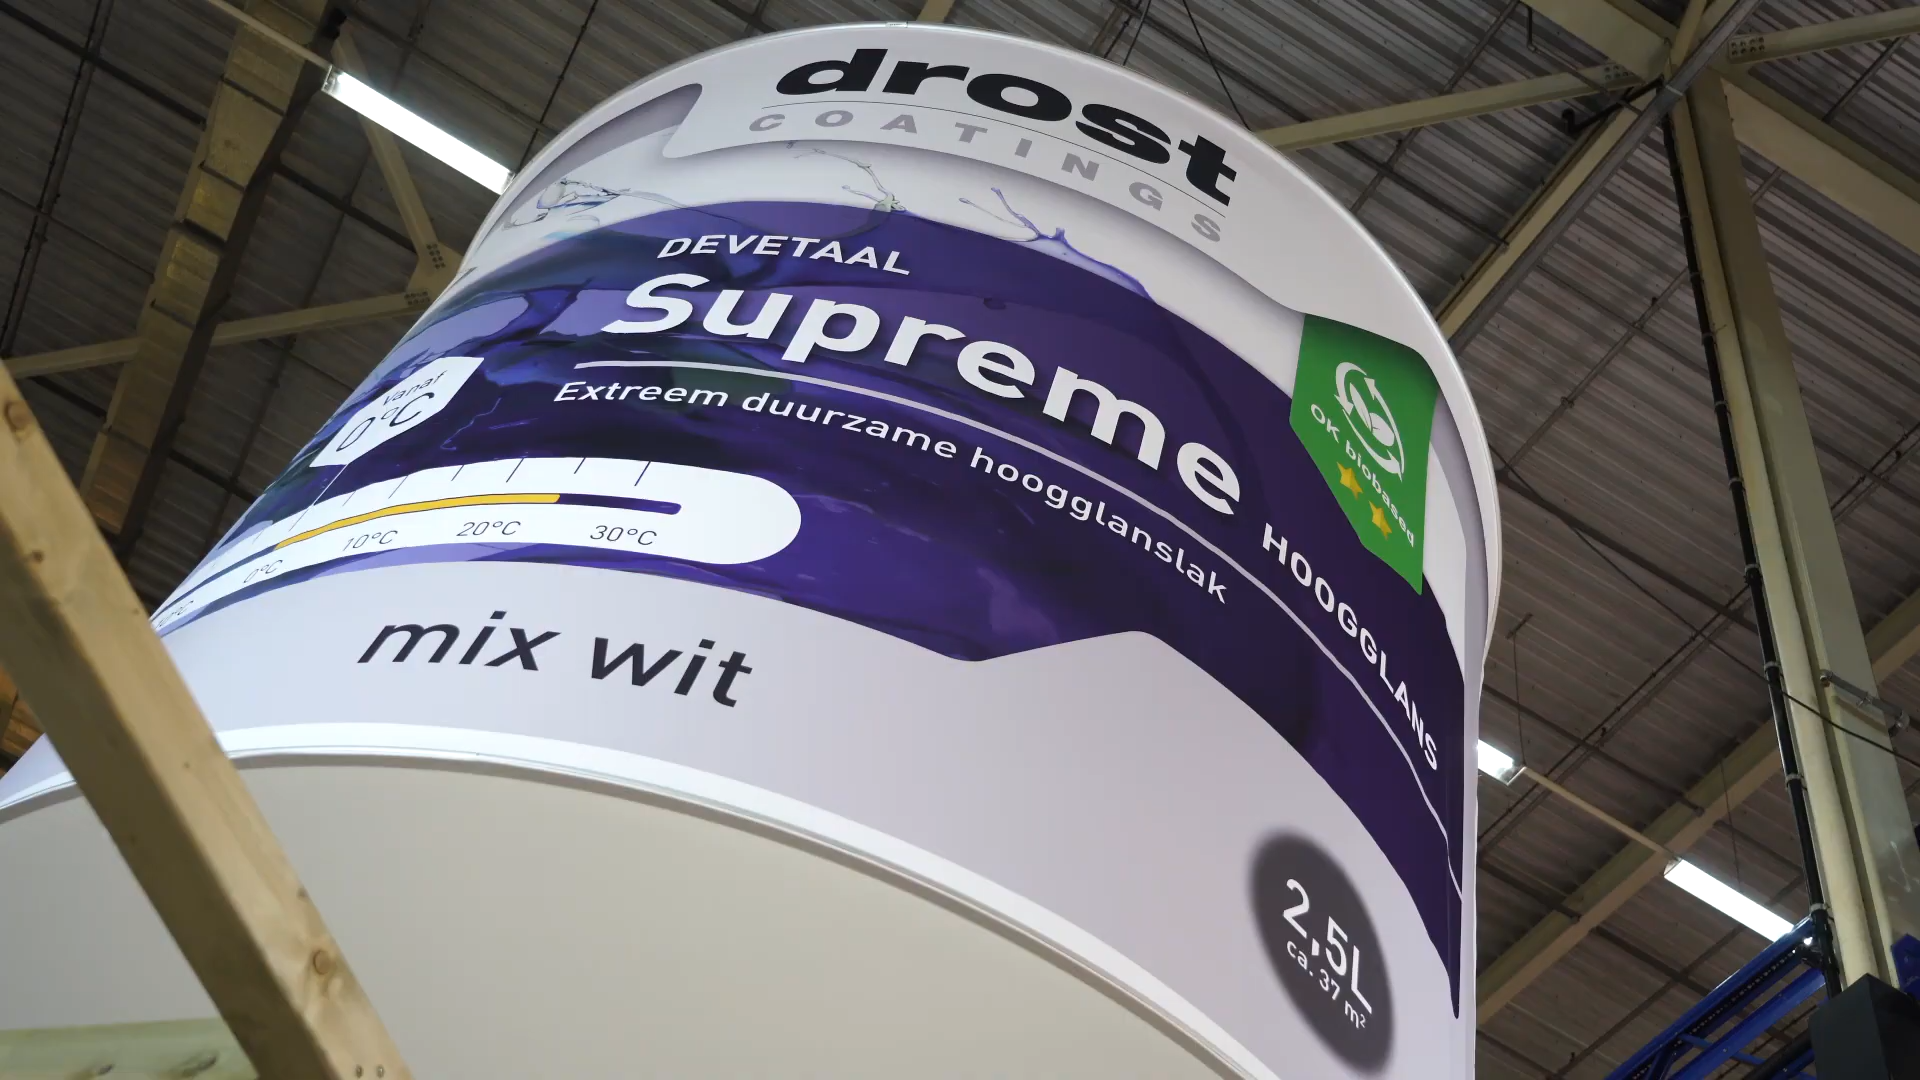 drost
COATINGS
DEVETAAL
Supreme
HOOGGLANS
Extreem duurzame hoogglanslak
OK biobased
Vanaf
0°C
0°C
10°C
20°C
30°C
mix wit
2,5L
ca. 37 m²